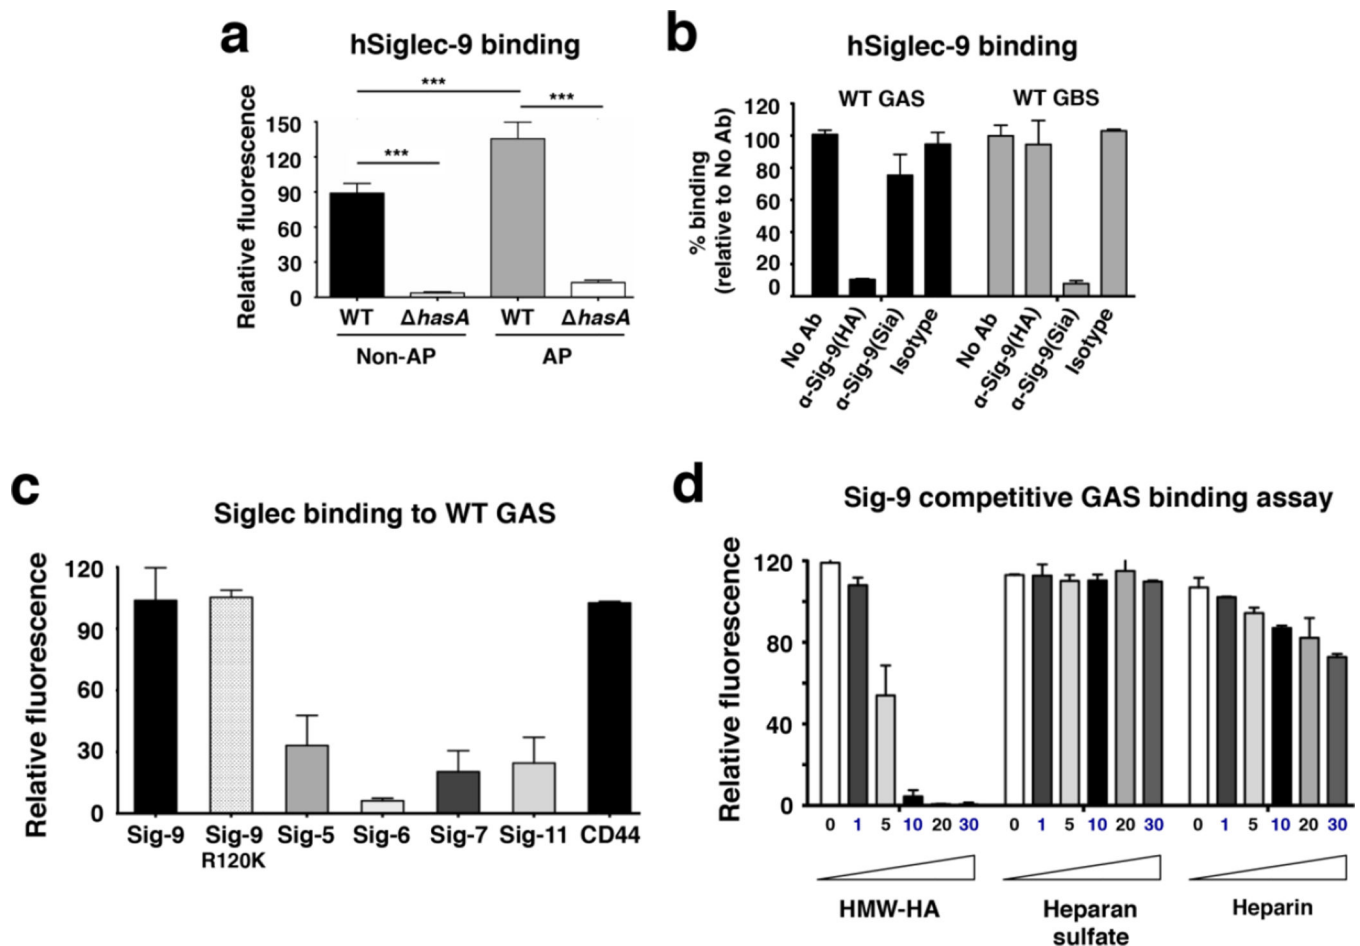 a
hSiglec-9 binding
***
***
***
Relative fluorescence
150
120
90
60
30
0
WT
ΔhasA
WT
ΔhasA
Non-AP
AP
b
hSiglec-9 binding
WT GAS
WT GBS
% binding
(relative to No Ab)
120
100
80
60
40
20
0
No Ab
α-Sig-9(HA)
α-Sig-9(Sia)
Isotype
No Ab
α-Sig-9(HA)
α-Sig-9(Sia)
Isotype
c
Siglec binding to WT GAS
Relative fluorescence
120
90
60
30
0
Sig-9
Sig-9
R120K
Sig-5
Sig-6
Sig-7
Sig-11
CD44
d
Sig-9 competitive GAS binding assay
Relative fluorescence
120
80
40
0
0 1 5 10 20 30
0 1 5 10 20 30
0 1 5 10 20 30
HMW-HA
Heparan
sulfate
Heparin